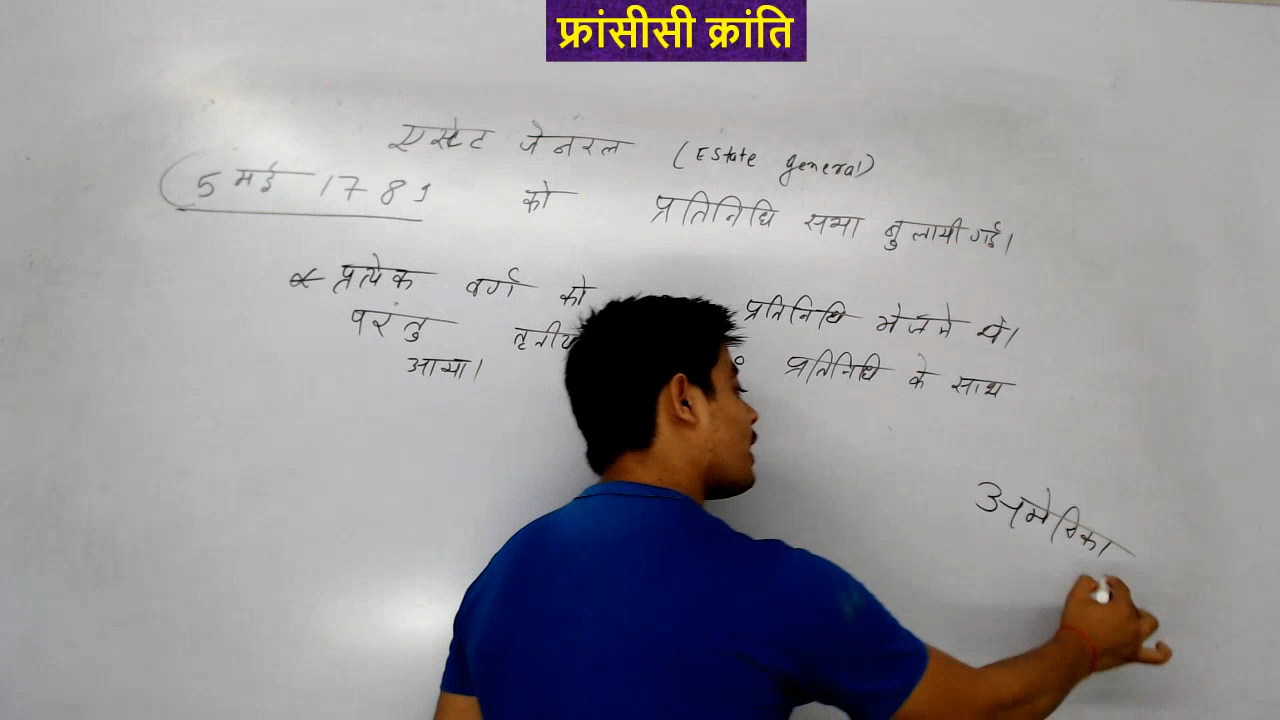 फ्रांसीसी क्रांति
एस्टेट जेनरल (Estate general)
5 मई 1789 को प्रतिनिधि सभा बुलायी गई।
* प्रत्येक वर्ग को प्रतिनिधि भेजने थे।
परंतु तृतीय प्रतिनिधि के साथ
आया।
अमेरिका